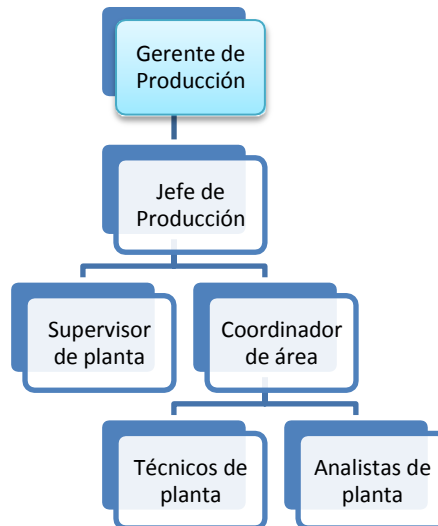 Gerente de
Producción
Jefe de
Producción
Supervisor
de planta
Coordinador
de área
Técnicos de
planta
Analistas de
planta